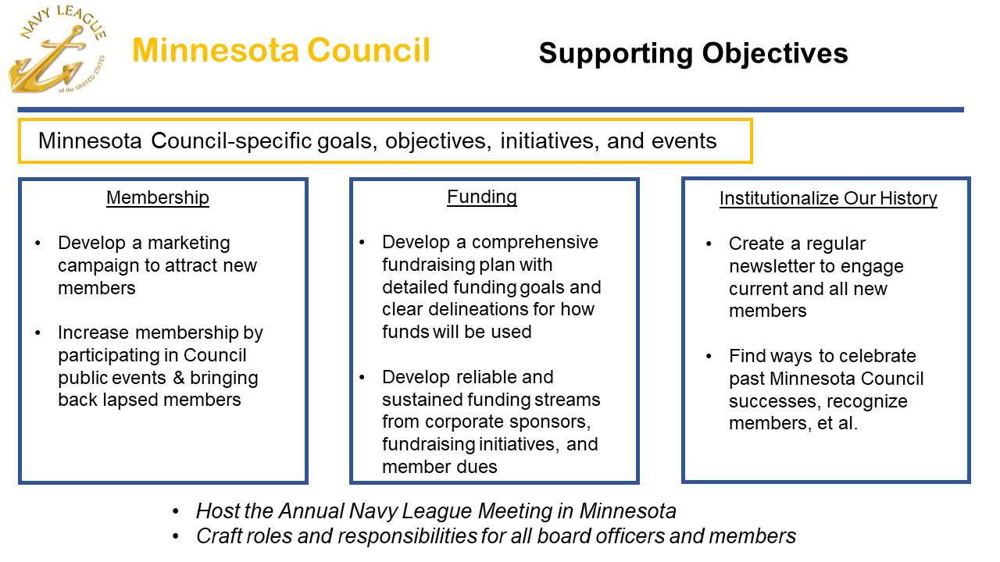 NAVY LEAGUE
of the UNITED STATES
Minnesota Council
Supporting Objectives
Minnesota Council-specific goals, objectives, initiatives, and events
Membership
• Develop a marketing
campaign to attract new
members
• Increase membership by
participating in Council
public events & bringing
back lapsed members
Funding
• Develop a comprehensive
fundraising plan with
detailed funding goals and
clear delineations for how
funds will be used
• Develop reliable and
sustained funding streams
from corporate sponsors,
fundraising initiatives, and
member dues
Institutionalize Our History
• Create a regular
newsletter to engage
current and all new
members
• Find ways to celebrate
past Minnesota Council
successes, recognize
members, et al.
• Host the Annual Navy League Meeting in Minnesota
• Craft roles and responsibilities for all board officers and members